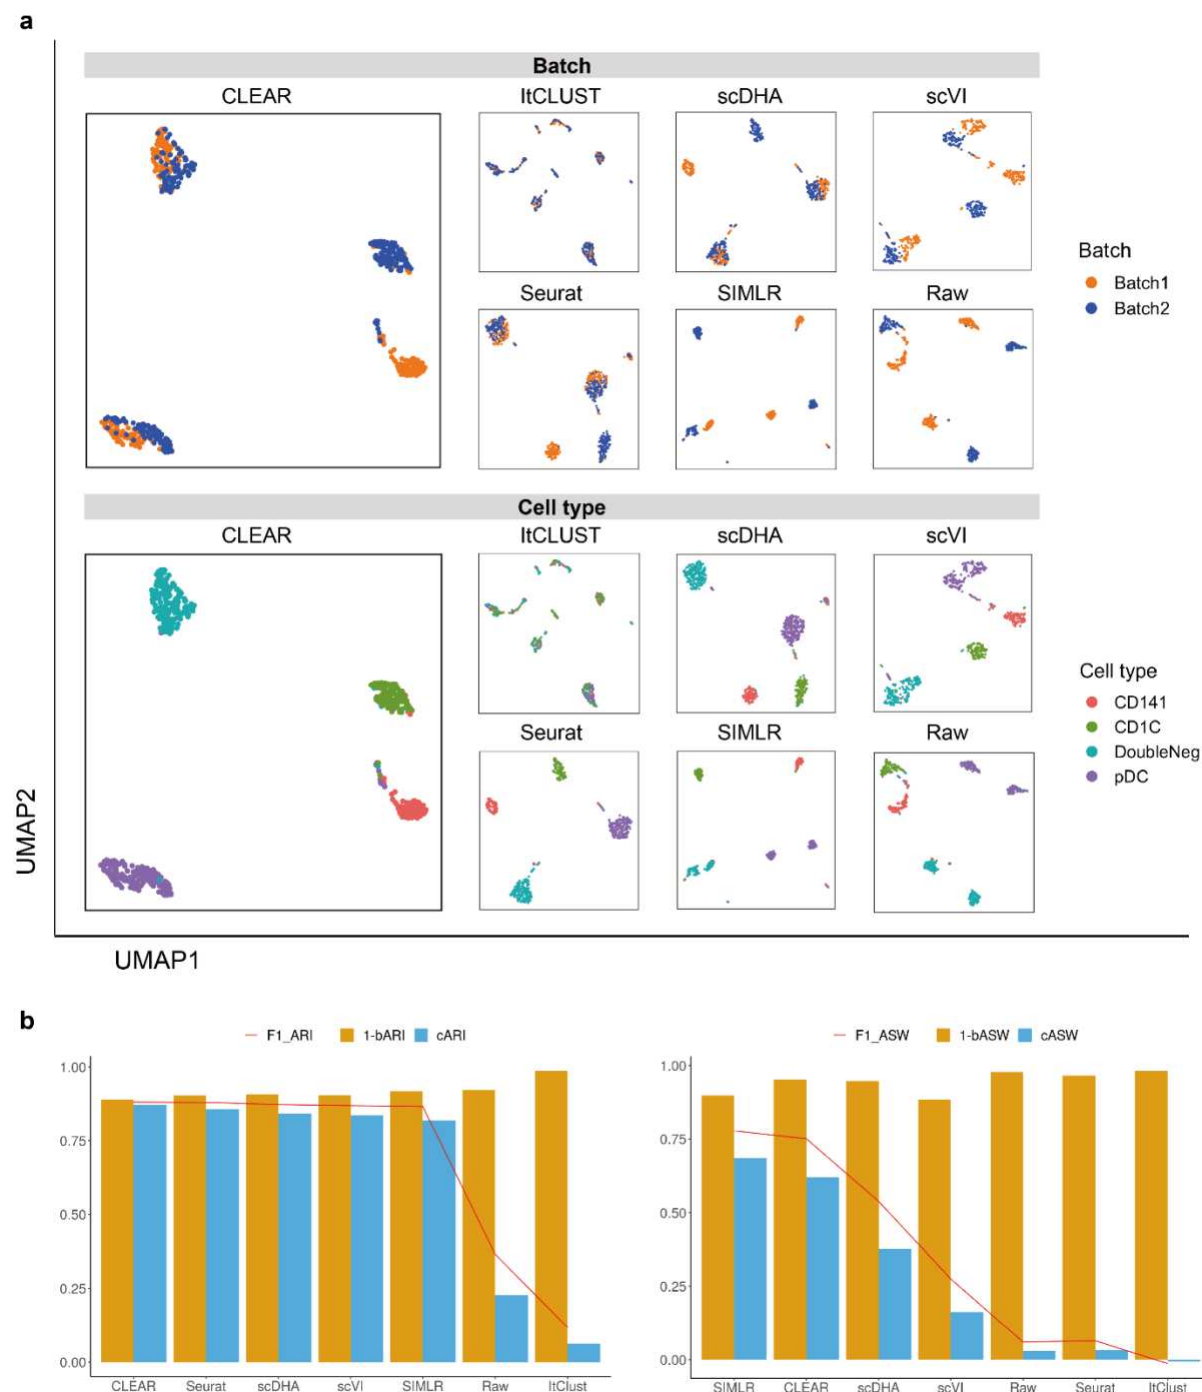 a
Batch
CLEAR ItCLUST scDHA scVI
Seurat SIMLR Raw
Batch
Batch1
Batch2
Cell type
CLEAR ItCLUST scDHA scVI
Seurat SIMLR Raw
Cell type
CD141
CD1C
DoubleNeg
pDC
UMAP2
UMAP1
b
F1_ARI 1-bARI cARI
1.00
0.75
0.50
0.25
0.00
CLEAR Seurat scDHA scVI SIMLR Raw ItClust
F1_ASW 1-bASW cASW
1.00
0.75
0.50
0.25
0.00
SIMLR CLEAR scDHA scVI Raw Seurat ItClust